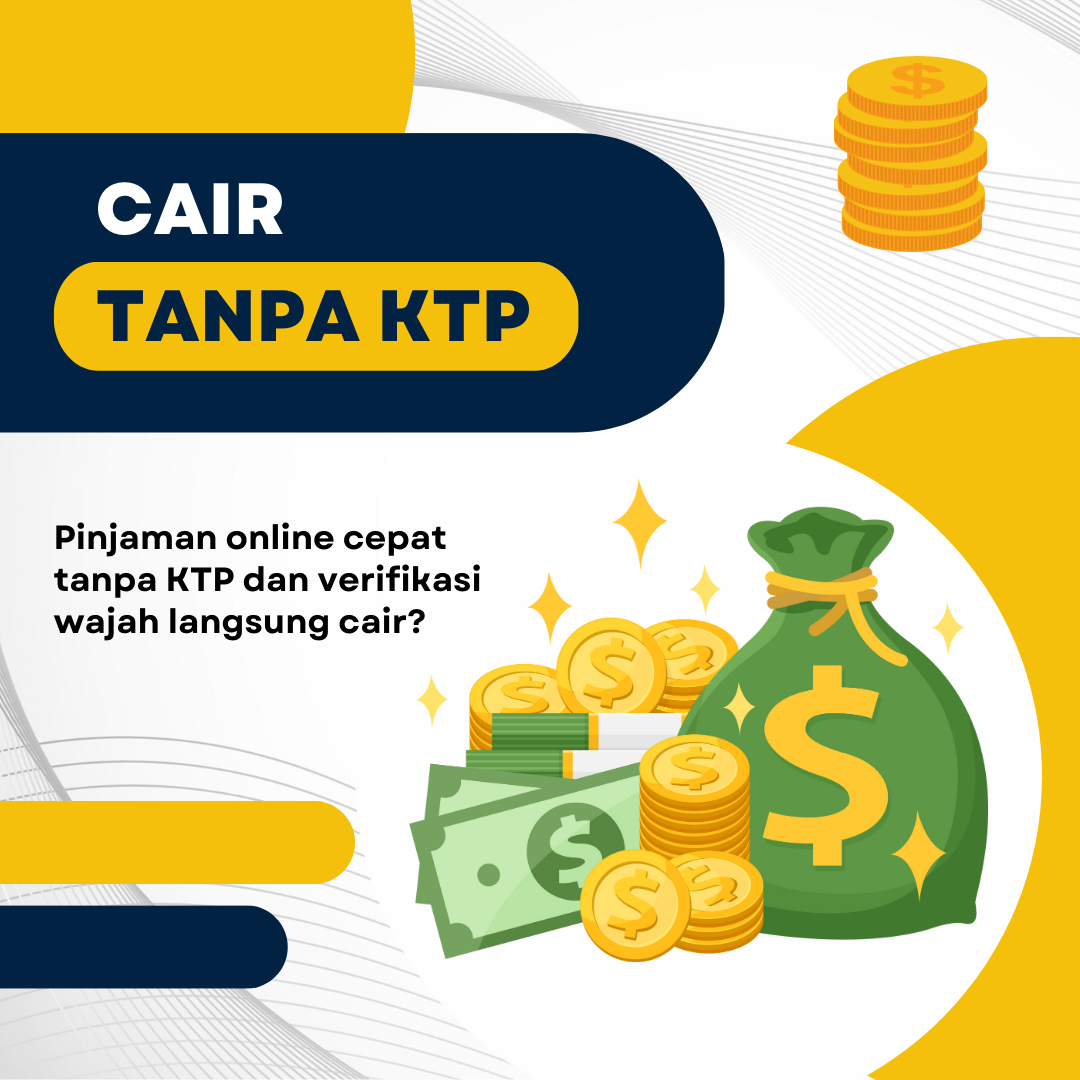 CAIR
TANPA KTP
Pinjaman online cepat
tanpa KTP dan verifikasi
wajah langsung cair?